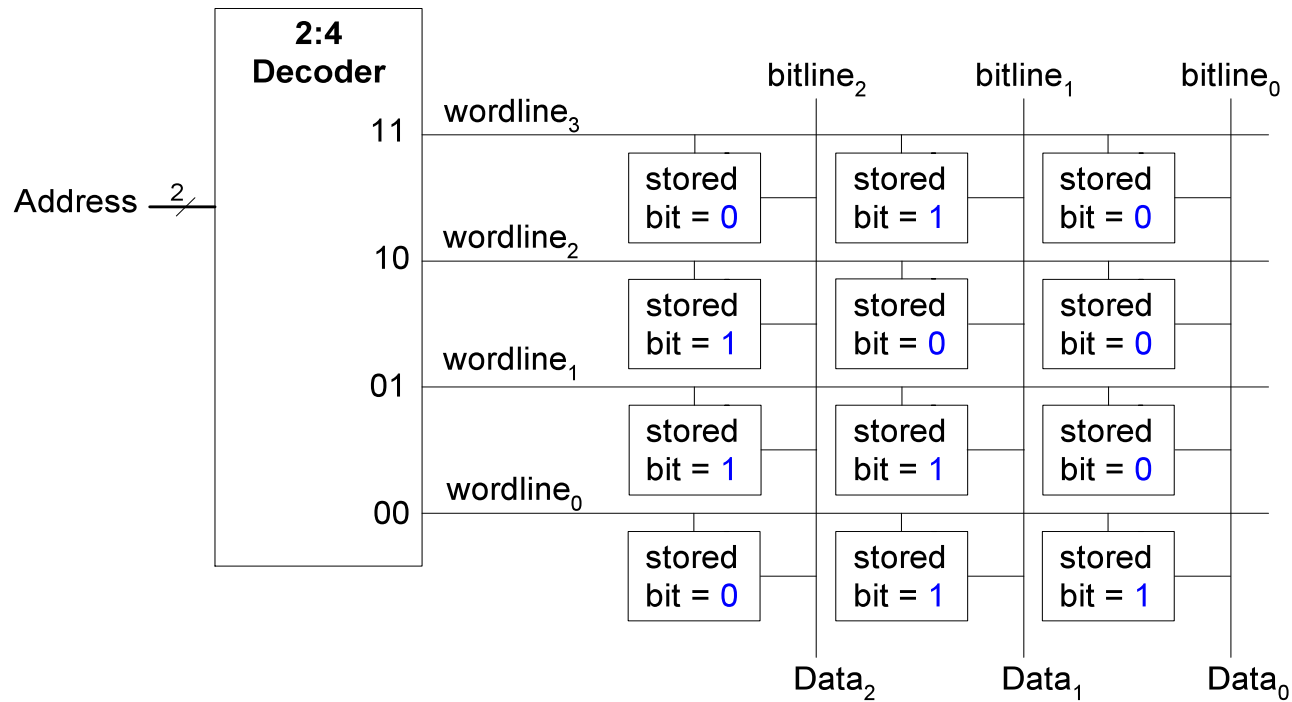 2:4
Decoder
bitline₂ bitline₁ bitline₀
wordline₃
11
stored stored stored
bit = 0 bit = 1 bit = 0
Address 2
wordline₂
10
stored stored stored
bit = 1 bit = 0 bit = 0
wordline₁
01
stored stored stored
bit = 1 bit = 1 bit = 0
wordline₀
00
stored stored stored
bit = 0 bit = 1 bit = 1
Data₂ Data₁ Data₀